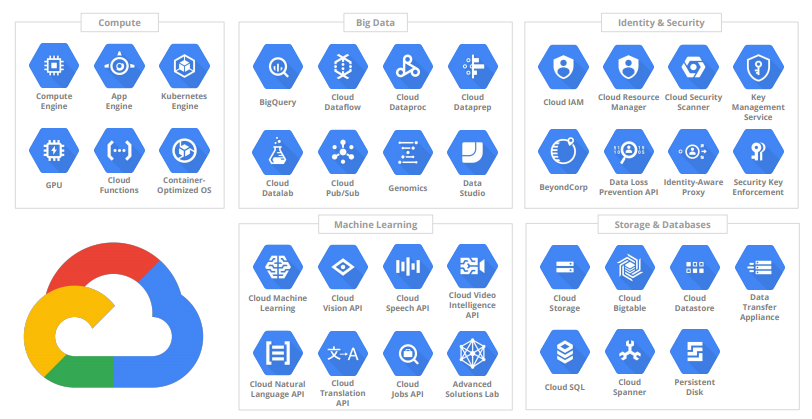 Compute
Compute
Engine
App
Engine
Kubernetes
Engine
GPU
Cloud
Functions
Container-
Optimized OS
Big Data
BigQuery
Cloud
Dataflow
Cloud
Dataproc
Cloud
Dataprep
Cloud
Datalab
Cloud
Pub/Sub
Genomics
Data
Studio
Identity & Security
Cloud IAM
Cloud Resource
Manager
Cloud Security
Scanner
Key
Management
Service
BeyondCorp
Data Loss
Prevention API
Identity-Aware
Proxy
Security Key
Enforcement
Machine Learning
Cloud Machine
Learning
Cloud
Vision API
Cloud
Speech API
Cloud Video
Intelligence
API
Cloud Natural
Language API
文→A
Cloud
Translation
API
Cloud
Jobs API
Advanced
Solutions Lab
Storage & Databases
Cloud
Storage
Cloud
Bigtable
Cloud
Datastore
Data
Transfer
Appliance
Cloud SQL
Cloud
Spanner
Persistent
Disk